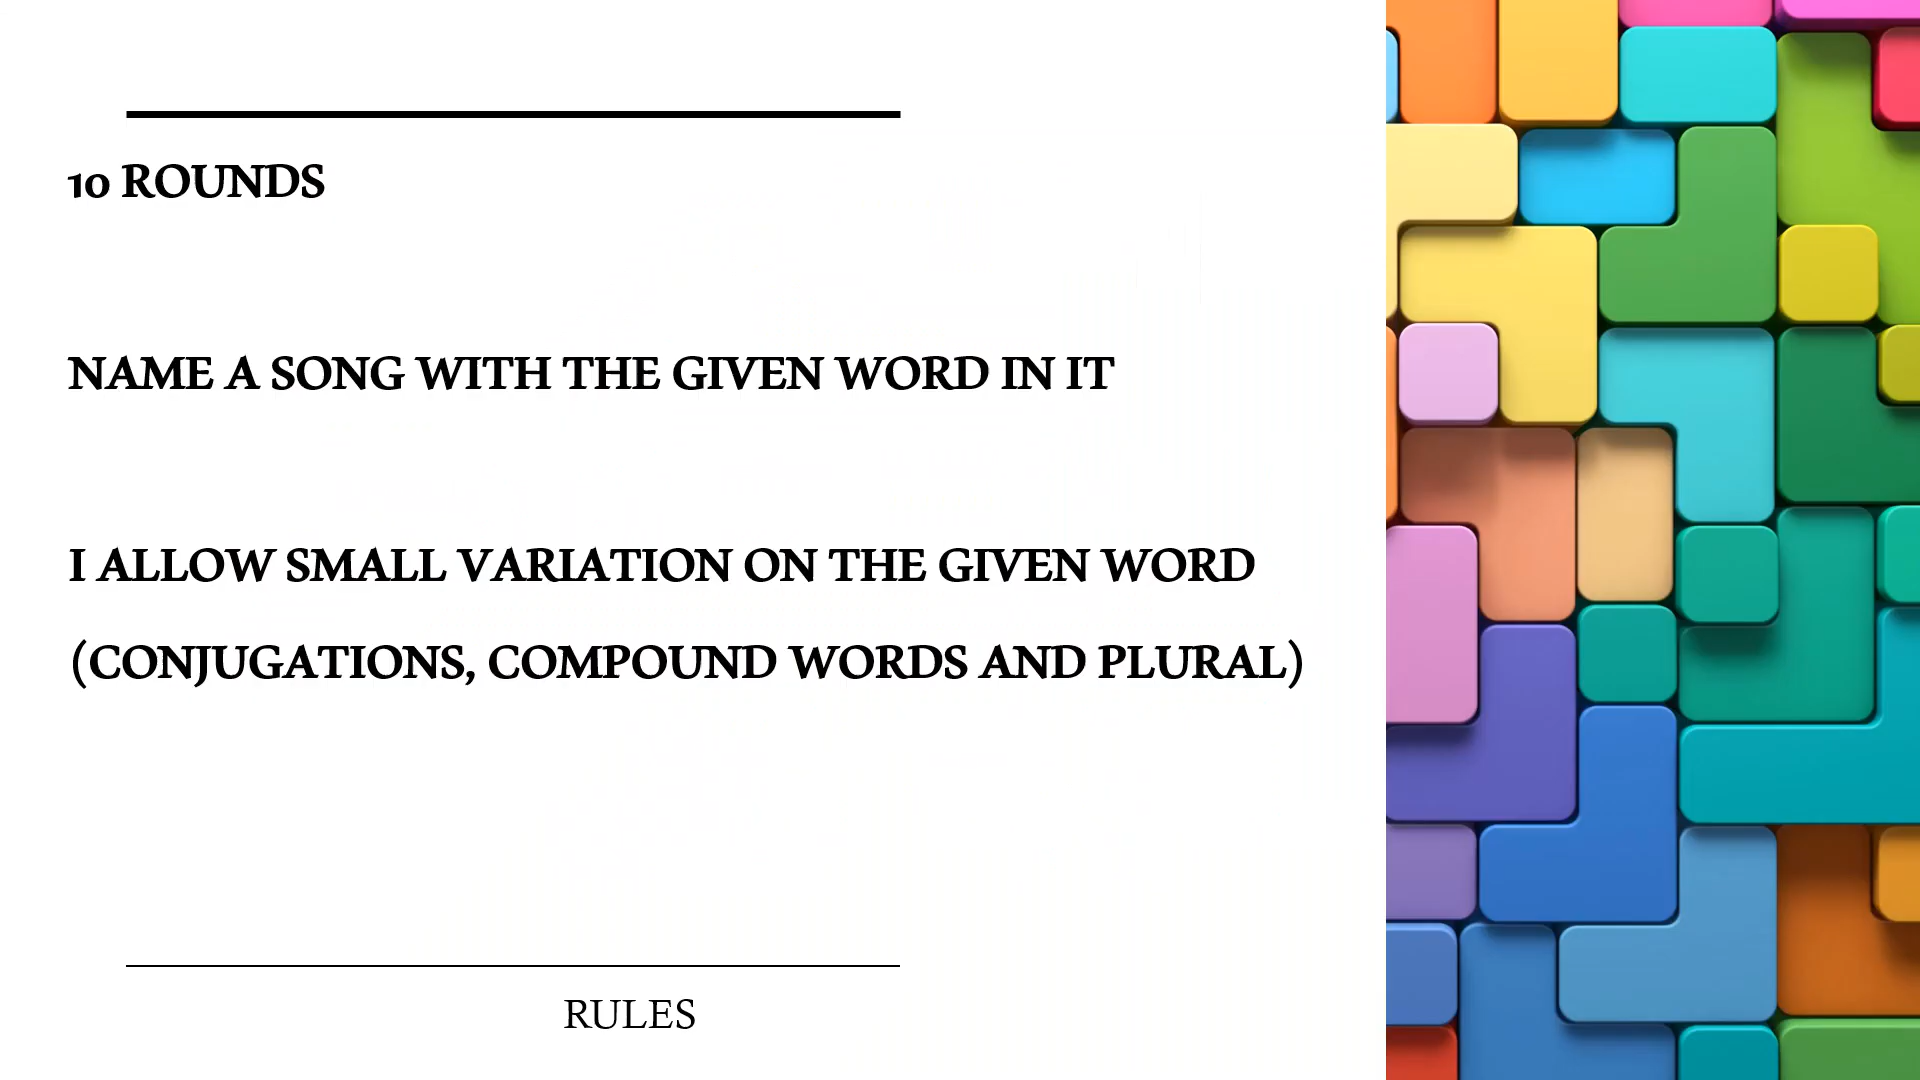 10 ROUNDS
NAME A SONG WITH THE GIVEN WORD IN IT
I ALLOW SMALL VARIATION ON THE GIVEN WORD
(CONJUGATIONS, COMPOUND WORDS AND PLURAL)
RULES